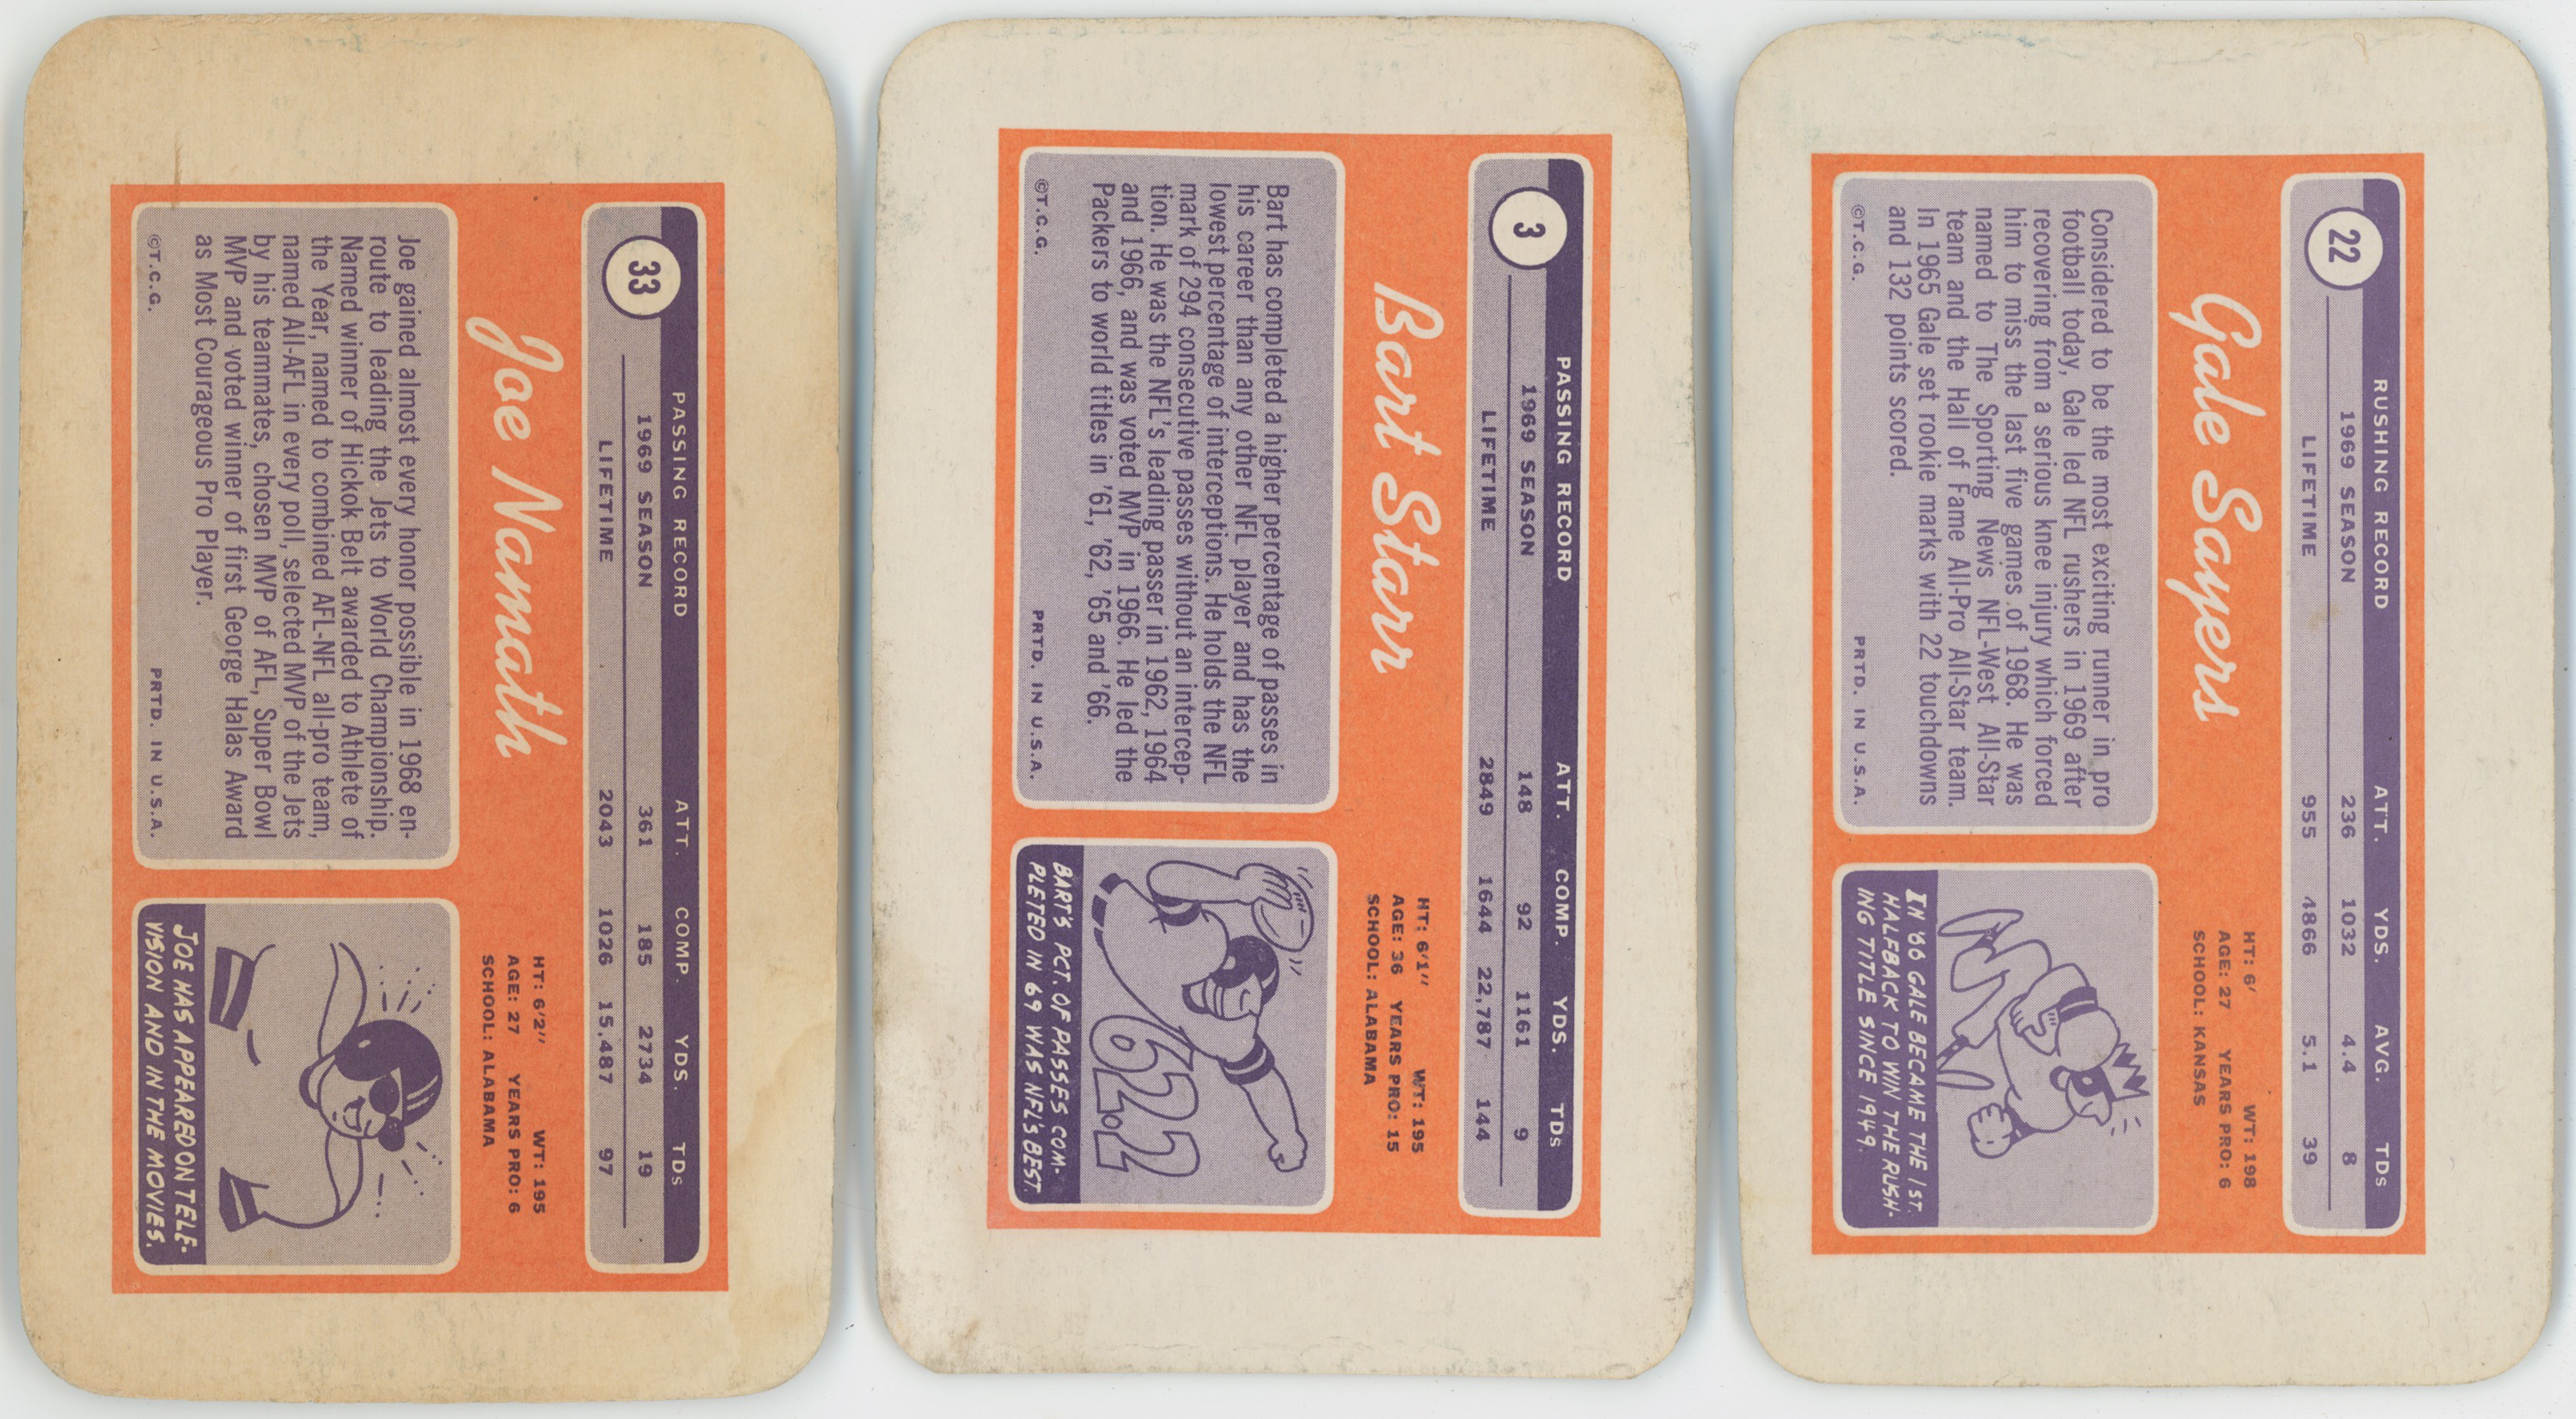 33
PASSING RECORD ATT. COMP. YDS. TDs
1969 SEASON 361 185 2734 19
LIFETIME 2043 1026 15,487 97
Joe Namath
HT: 6'2" WT: 195
AGE: 27 YEARS PRO: 6
SCHOOL: ALABAMA
Joe gained almost every honor possible in 1968 en-
route to leading the Jets to World Championship.
Named winner of Hickok Belt awarded to Athlete of
the Year, named to combined AFL-NFL all-pro team,
named All-AFL in every poll, selected MVP of the Jets
by his teammates, chosen MVP of AFL, Super Bowl
MVP and voted winner of first George Halas Award
as Most Courageous Pro Player.
©T.C.G. PRTD. IN U.S.A.
JOE HAS APPEARED ON TELE-
VISION AND IN THE MOVIES.
3
PASSING RECORD ATT. COMP. YDS. TDs
1969 SEASON 148 92 1161 9
LIFETIME 2849 1644 22,787 144
Bart Starr
HT: 6'1" WT: 195
AGE: 36 YEARS PRO: 15
SCHOOL: ALABAMA
Bart has completed a higher percentage of passes in
his career than any other NFL player and has the
lowest percentage of interceptions. He holds the NFL
mark of 294 consecutive passes without an intercep-
tion. He was the NFL's leading passer in 1962, 1964
and 1966, and was voted MVP in 1966. He led the
Packers to world titles in '61, '62, '65 and '66.
©T.C.G. PRTD. IN U.S.A.
62.2
BART'S PCT. OF PASSES COM-
PLETED IN 69 WAS NFL'S BEST.
22
RUSHING RECORD ATT. YDS. AVG. TDs
1969 SEASON 236 1032 4.4 8
LIFETIME 955 4866 5.1 39
Gale Sayers
HT: 6' WT: 198
AGE: 27 YEARS PRO: 6
SCHOOL: KANSAS
Considered to be the most exciting runner in pro
football today, Gale led NFL rushers in 1969 after
recovering from a serious knee injury which forced
him to miss the last five games of 1968. He was
named to The Sporting News NFL-West All-Star
team and the Hall of Fame All-Pro All-Star team.
In 1965 Gale set rookie marks with 22 touchdowns
and 132 points scored.
©T.C.G. PRTD. IN U.S.A.
IN '66 GALE BECAME THE 1ST.
HALFBACK TO WIN THE RUSH-
ING TITLE SINCE 1949.